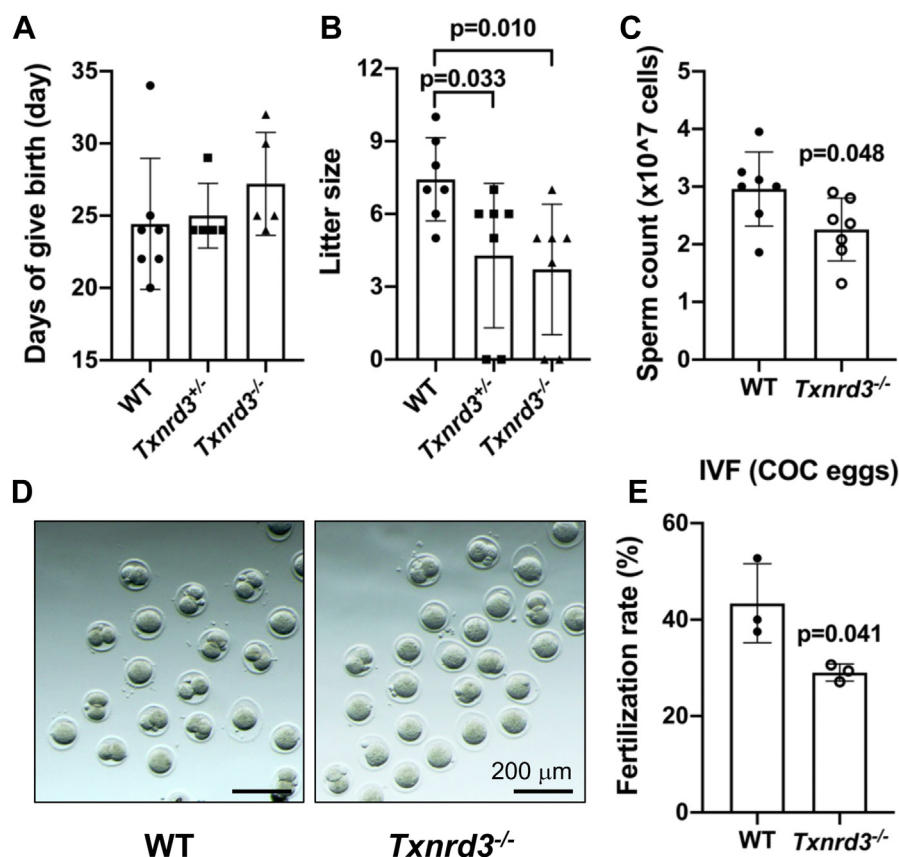 A
Days of give birth (day)
35
30
25
20
15
WT
Txnrd3+/-
Txnrd3-/-
B
Litter size
12
9
6
3
0
p=0.010
p=0.033
WT
Txnrd3+/-
Txnrd3-/-
C
Sperm count (x10^7 cells)
5
4
3
2
1
0
p=0.048
WT
Txnrd3-/-
D
200 μm
WT
Txnrd3-/-
E
IVF (COC eggs)
Fertilization rate (%)
60
40
20
0
p=0.041
WT
Txnrd3-/-